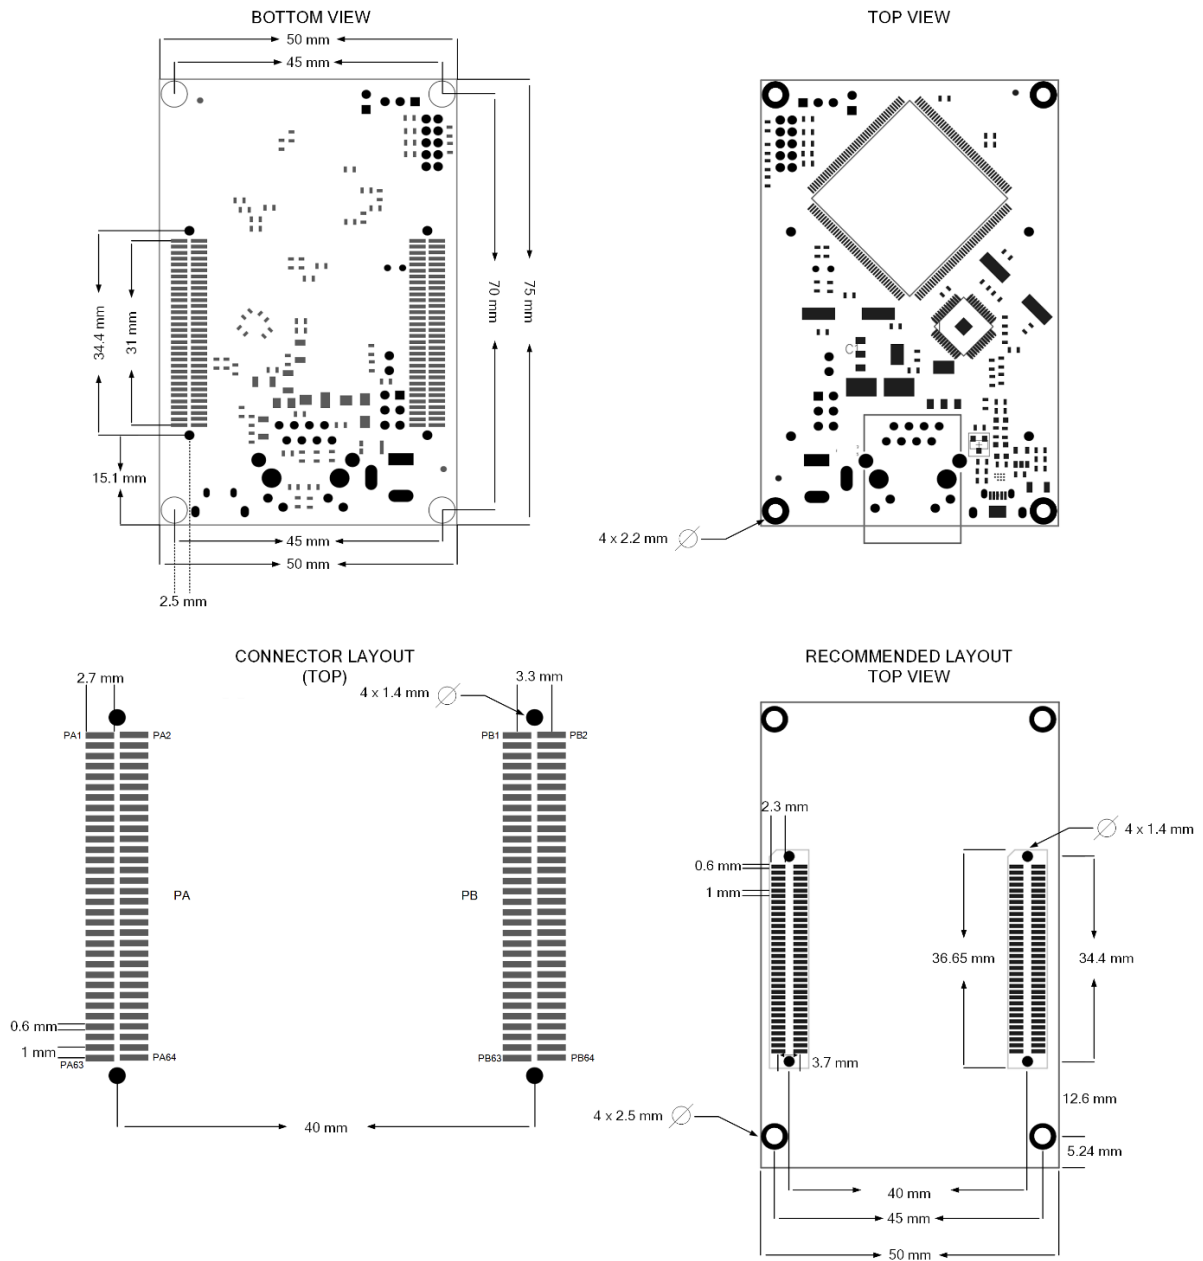 BOTTOM VIEW
50 mm
45 mm
34.4 mm
31 mm
70 mm
75 mm
15.1 mm
45 mm
50 mm
2.5 mm
TOP VIEW
C1
4 x 2.2 mm
CONNECTOR LAYOUT
(TOP)
2.7 mm
4 x 1.4 mm
3.3 mm
PA1
PA2
PB1
PB2
PA
PB
0.6 mm
1 mm
PA63
PA64
PB63
PB64
40 mm
RECOMMENDED LAYOUT
TOP VIEW
2.3 mm
4 x 1.4 mm
0.6 mm
1 mm
36.65 mm
34.4 mm
3.7 mm
12.6 mm
4 x 2.5 mm
5.24 mm
40 mm
45 mm
50 mm